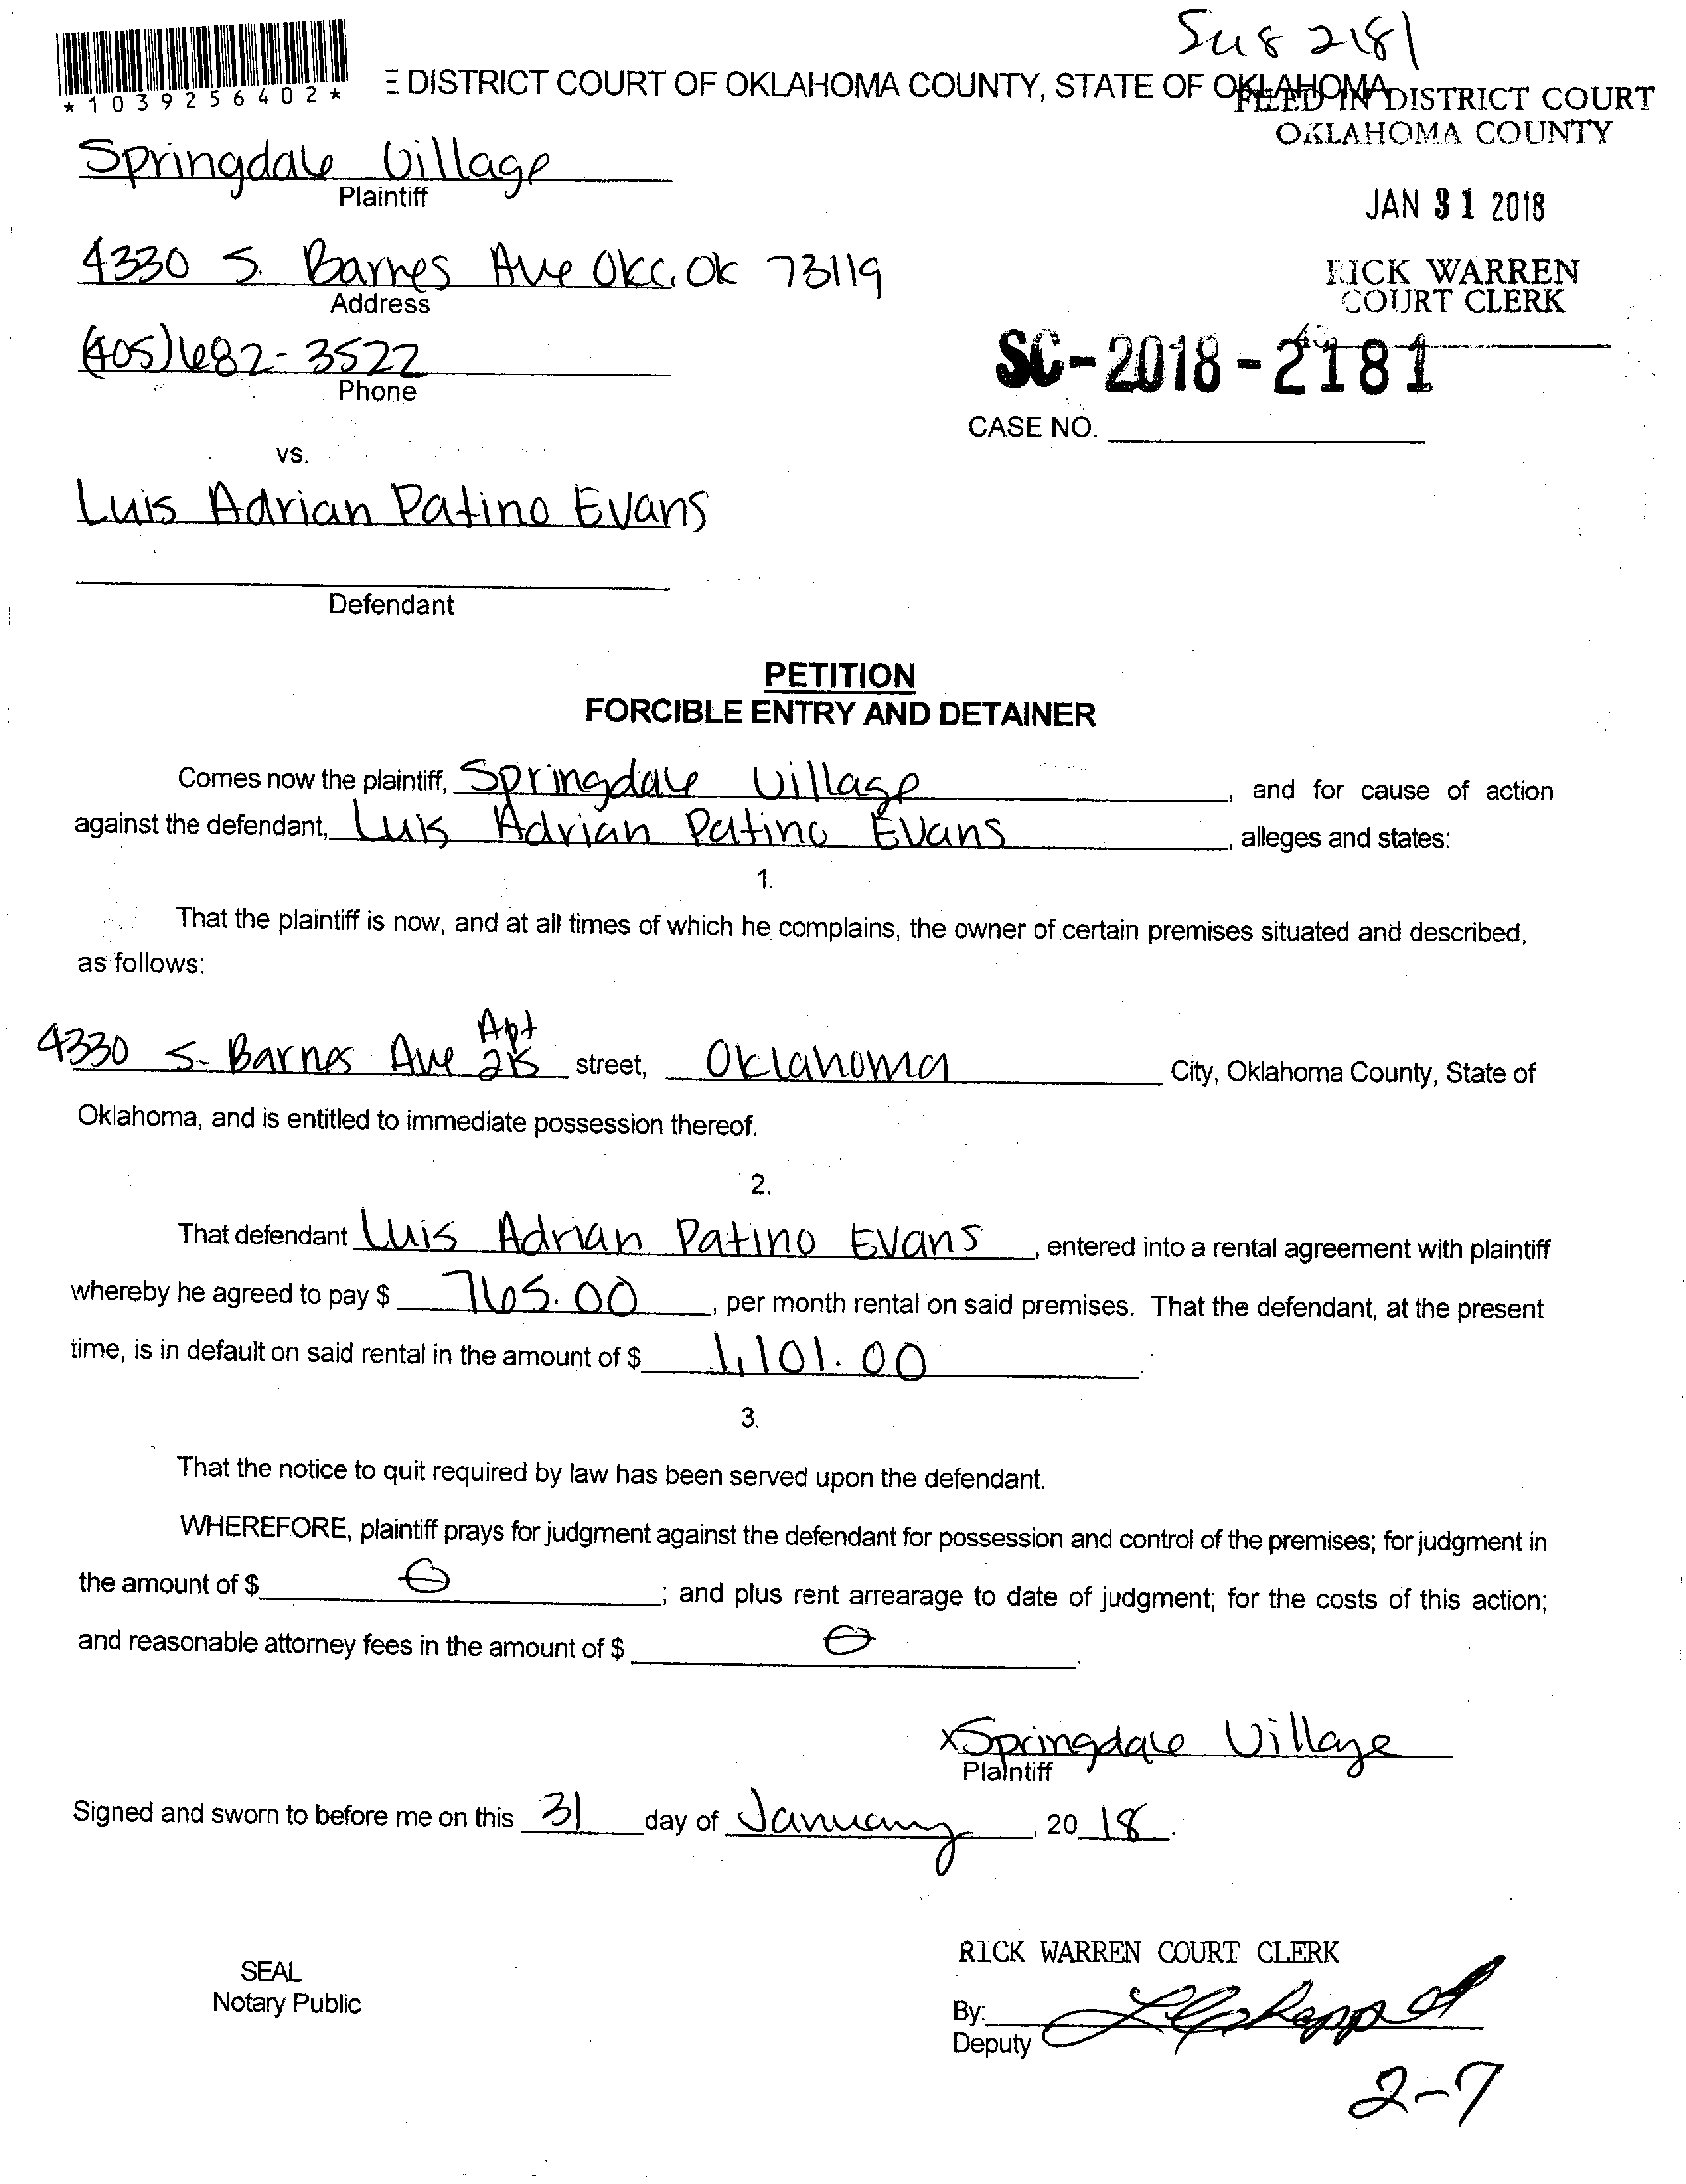 Su8 2181
*1039256402*
E DISTRICT COURT OF OKLAHOMA COUNTY, STATE OF OKLAHOMA
FILED IN DISTRICT COURT
OKLAHOMA COUNTY
Springdale Village
Plaintiff
JAN 31 2018
4330 S. Barnes Ave OKC, OK 73119
Address
RICK WARREN
COURT CLERK
(405) 682-3522
Phone
SC-2018-2181
CASE NO.
vs.
Luis Adrian Patino Evans
Defendant
PETITION
FORCIBLE ENTRY AND DETAINER
Comes now the plaintiff, Springdale Village, and for cause of action
against the defendant, Luis Adrian Patino Evans, alleges and states:
1.
That the plaintiff is now, and at all times of which he complains, the owner of certain premises situated and described,
as follows:
4330 S. Barnes Ave Apt street, Oklahoma City, Oklahoma County, State of
Oklahoma, and is entitled to immediate possession thereof.
2.
That defendant Luis Adrian Patino Evans, entered into a rental agreement with plaintiff
whereby he agreed to pay $ 765.00, per month rental on said premises. That the defendant, at the present
time, is in default on said rental in the amount of $ 1,101.00.
3.
That the notice to quit required by law has been served upon the defendant.
WHEREFORE, plaintiff prays for judgment against the defendant for possession and control of the premises; for judgment in
the amount of $ 0; and plus rent arrearage to date of judgment; for the costs of this action;
and reasonable attorney fees in the amount of $ 0.
x Springdale Village
Plaintiff
Signed and sworn to before me on this 31 day of January, 20 18.
RICK WARREN COURT CLERK
SEAL
Notary Public
By:
Deputy
2-7